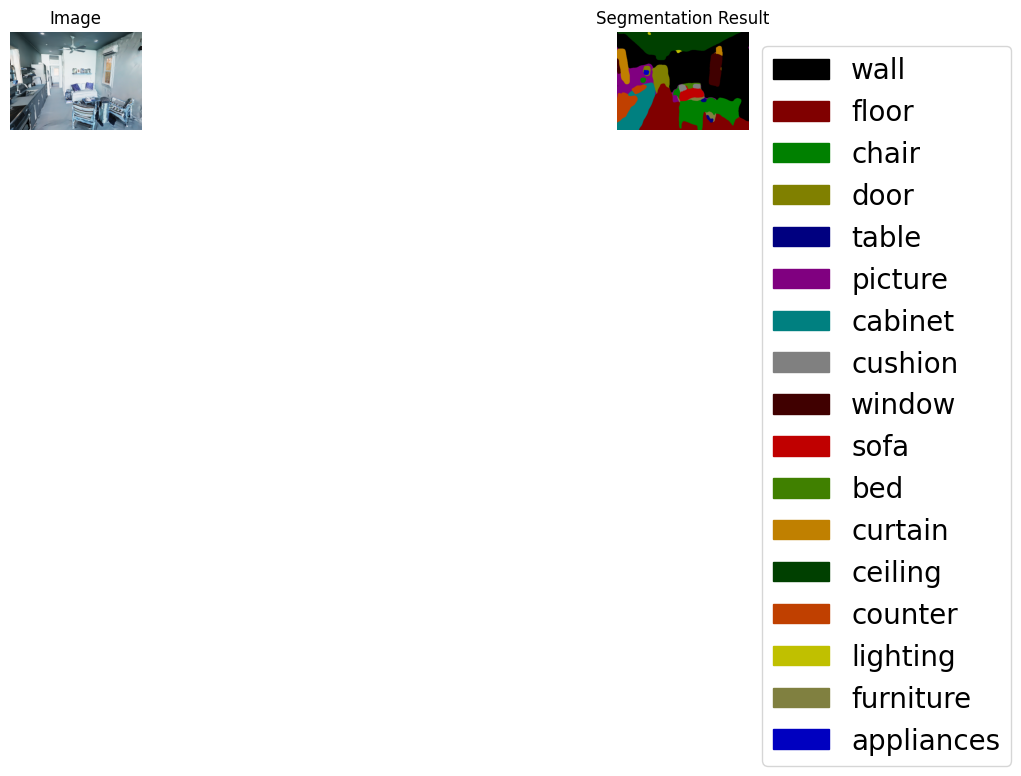 Image
Segmentation Result
wall
floor
chair
door
table
picture
cabinet
cushion
window
sofa
bed
curtain
ceiling
counter
lighting
furniture
appliances